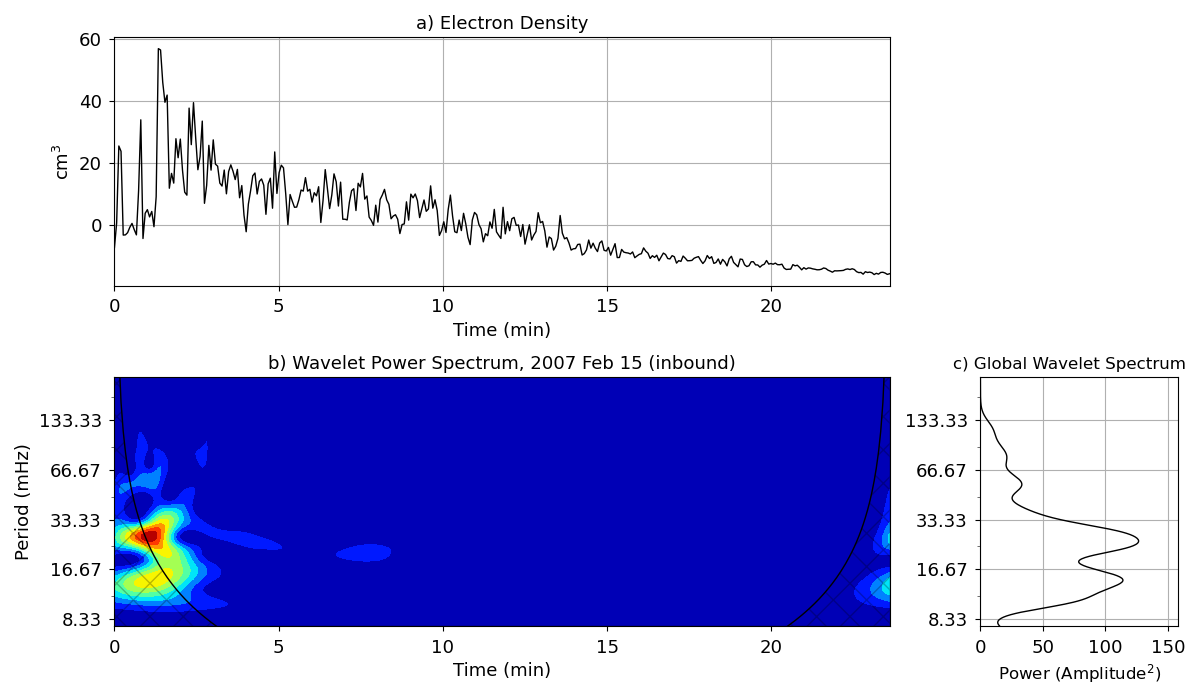 a) Electron Density
60
40
20
0
cm³
0 5 10 15 20
Time (min)
b) Wavelet Power Spectrum, 2007 Feb 15 (inbound)
133.33
66.67
33.33
16.67
8.33
Period (mHz)
0 5 10 15 20
Time (min)
c) Global Wavelet Spectrum
133.33
66.67
33.33
16.67
8.33
0 50 100 150
Power (Amplitude²)